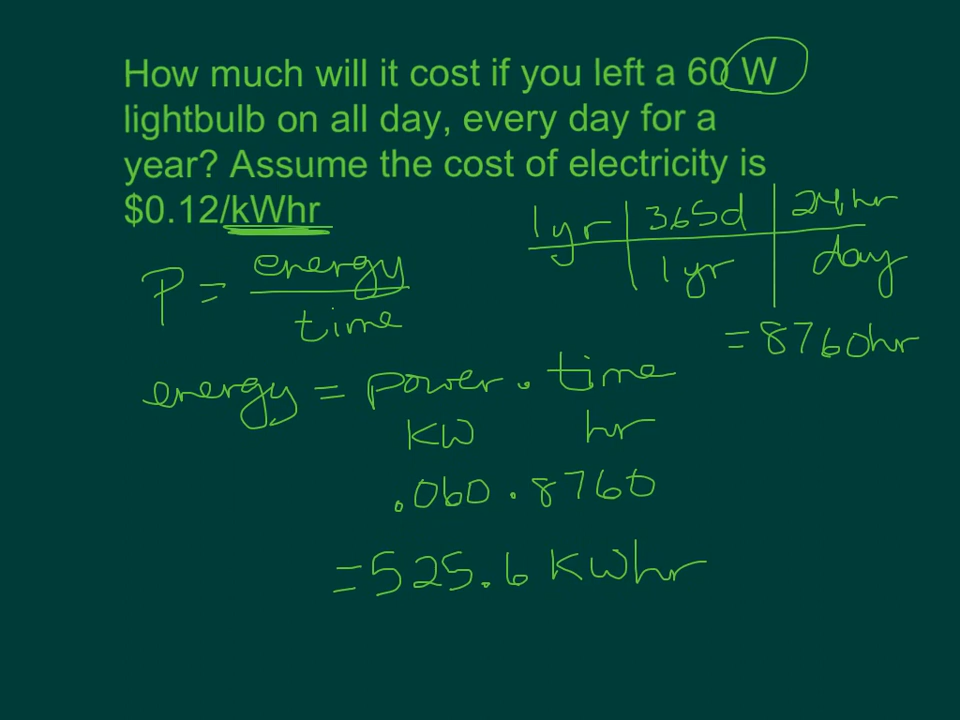 How much will it cost if you left a 60 W
lightbulb on all day, every day for a
year? Assume the cost of electricity is
$0.12/kWhr
1yr | 365d | 24hr
1yr | day
= 8760hr
P = energy
time
energy = power . time
KW hr
.060 . 8760
= 525.6 KWhr